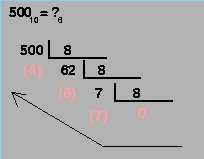 500₁₀ = ?₈
500 8
(4) 62 8
(6) 7 8
(7) 0